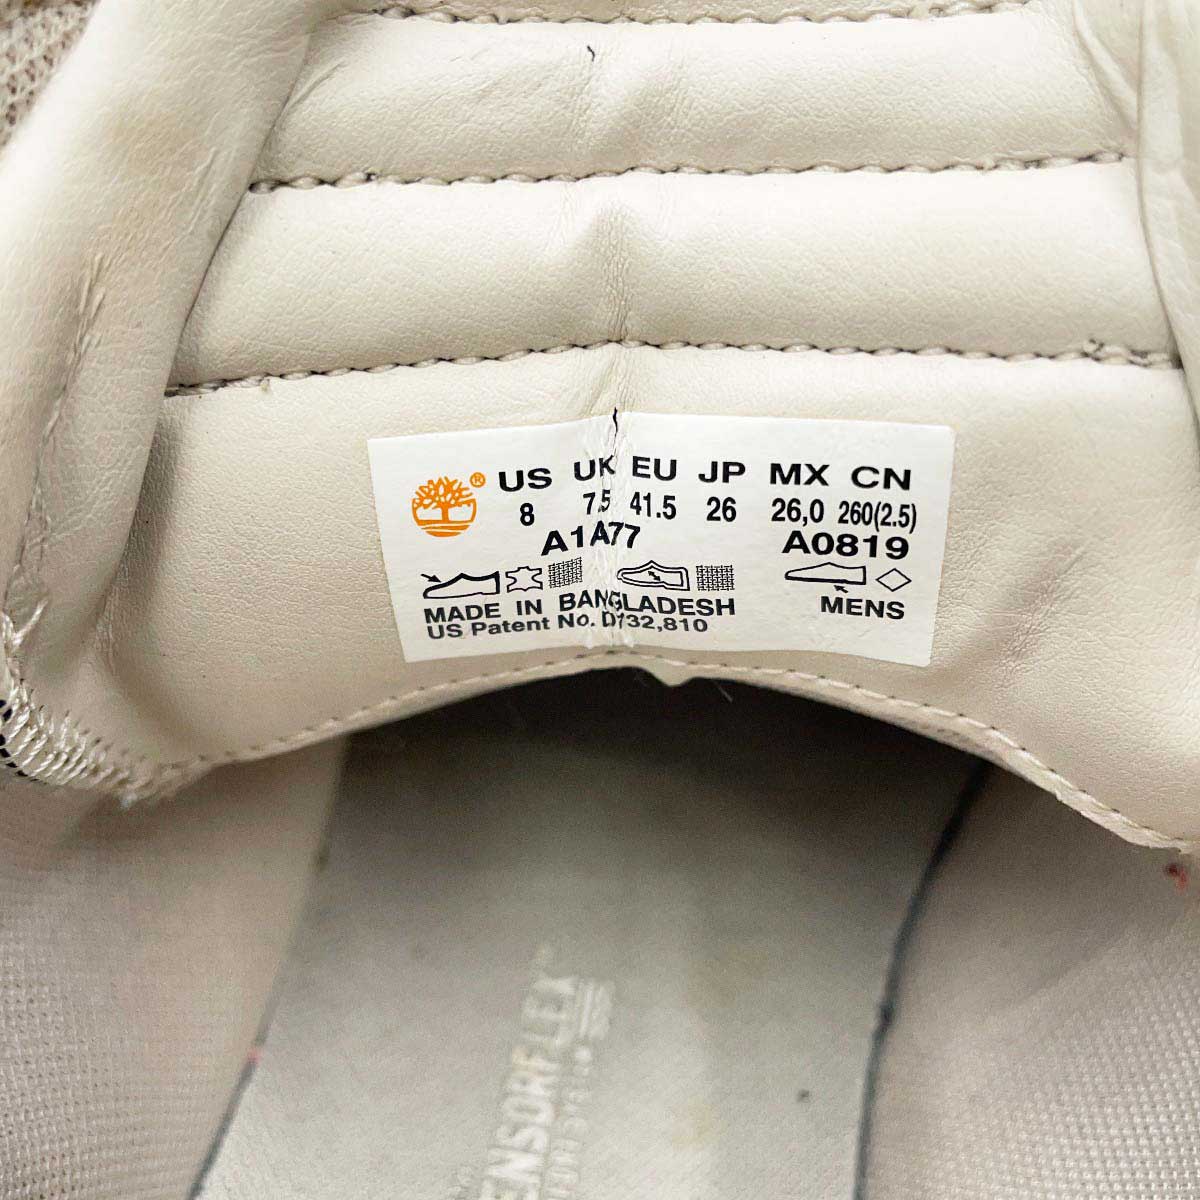 ® US UK EU JP MX CN
8 7.5 41.5 26 26,0 260(2.5)
A1A77 A0819
MADE IN BANGLADESH MENS
US Patent No. D732,810
ENSORFLEX